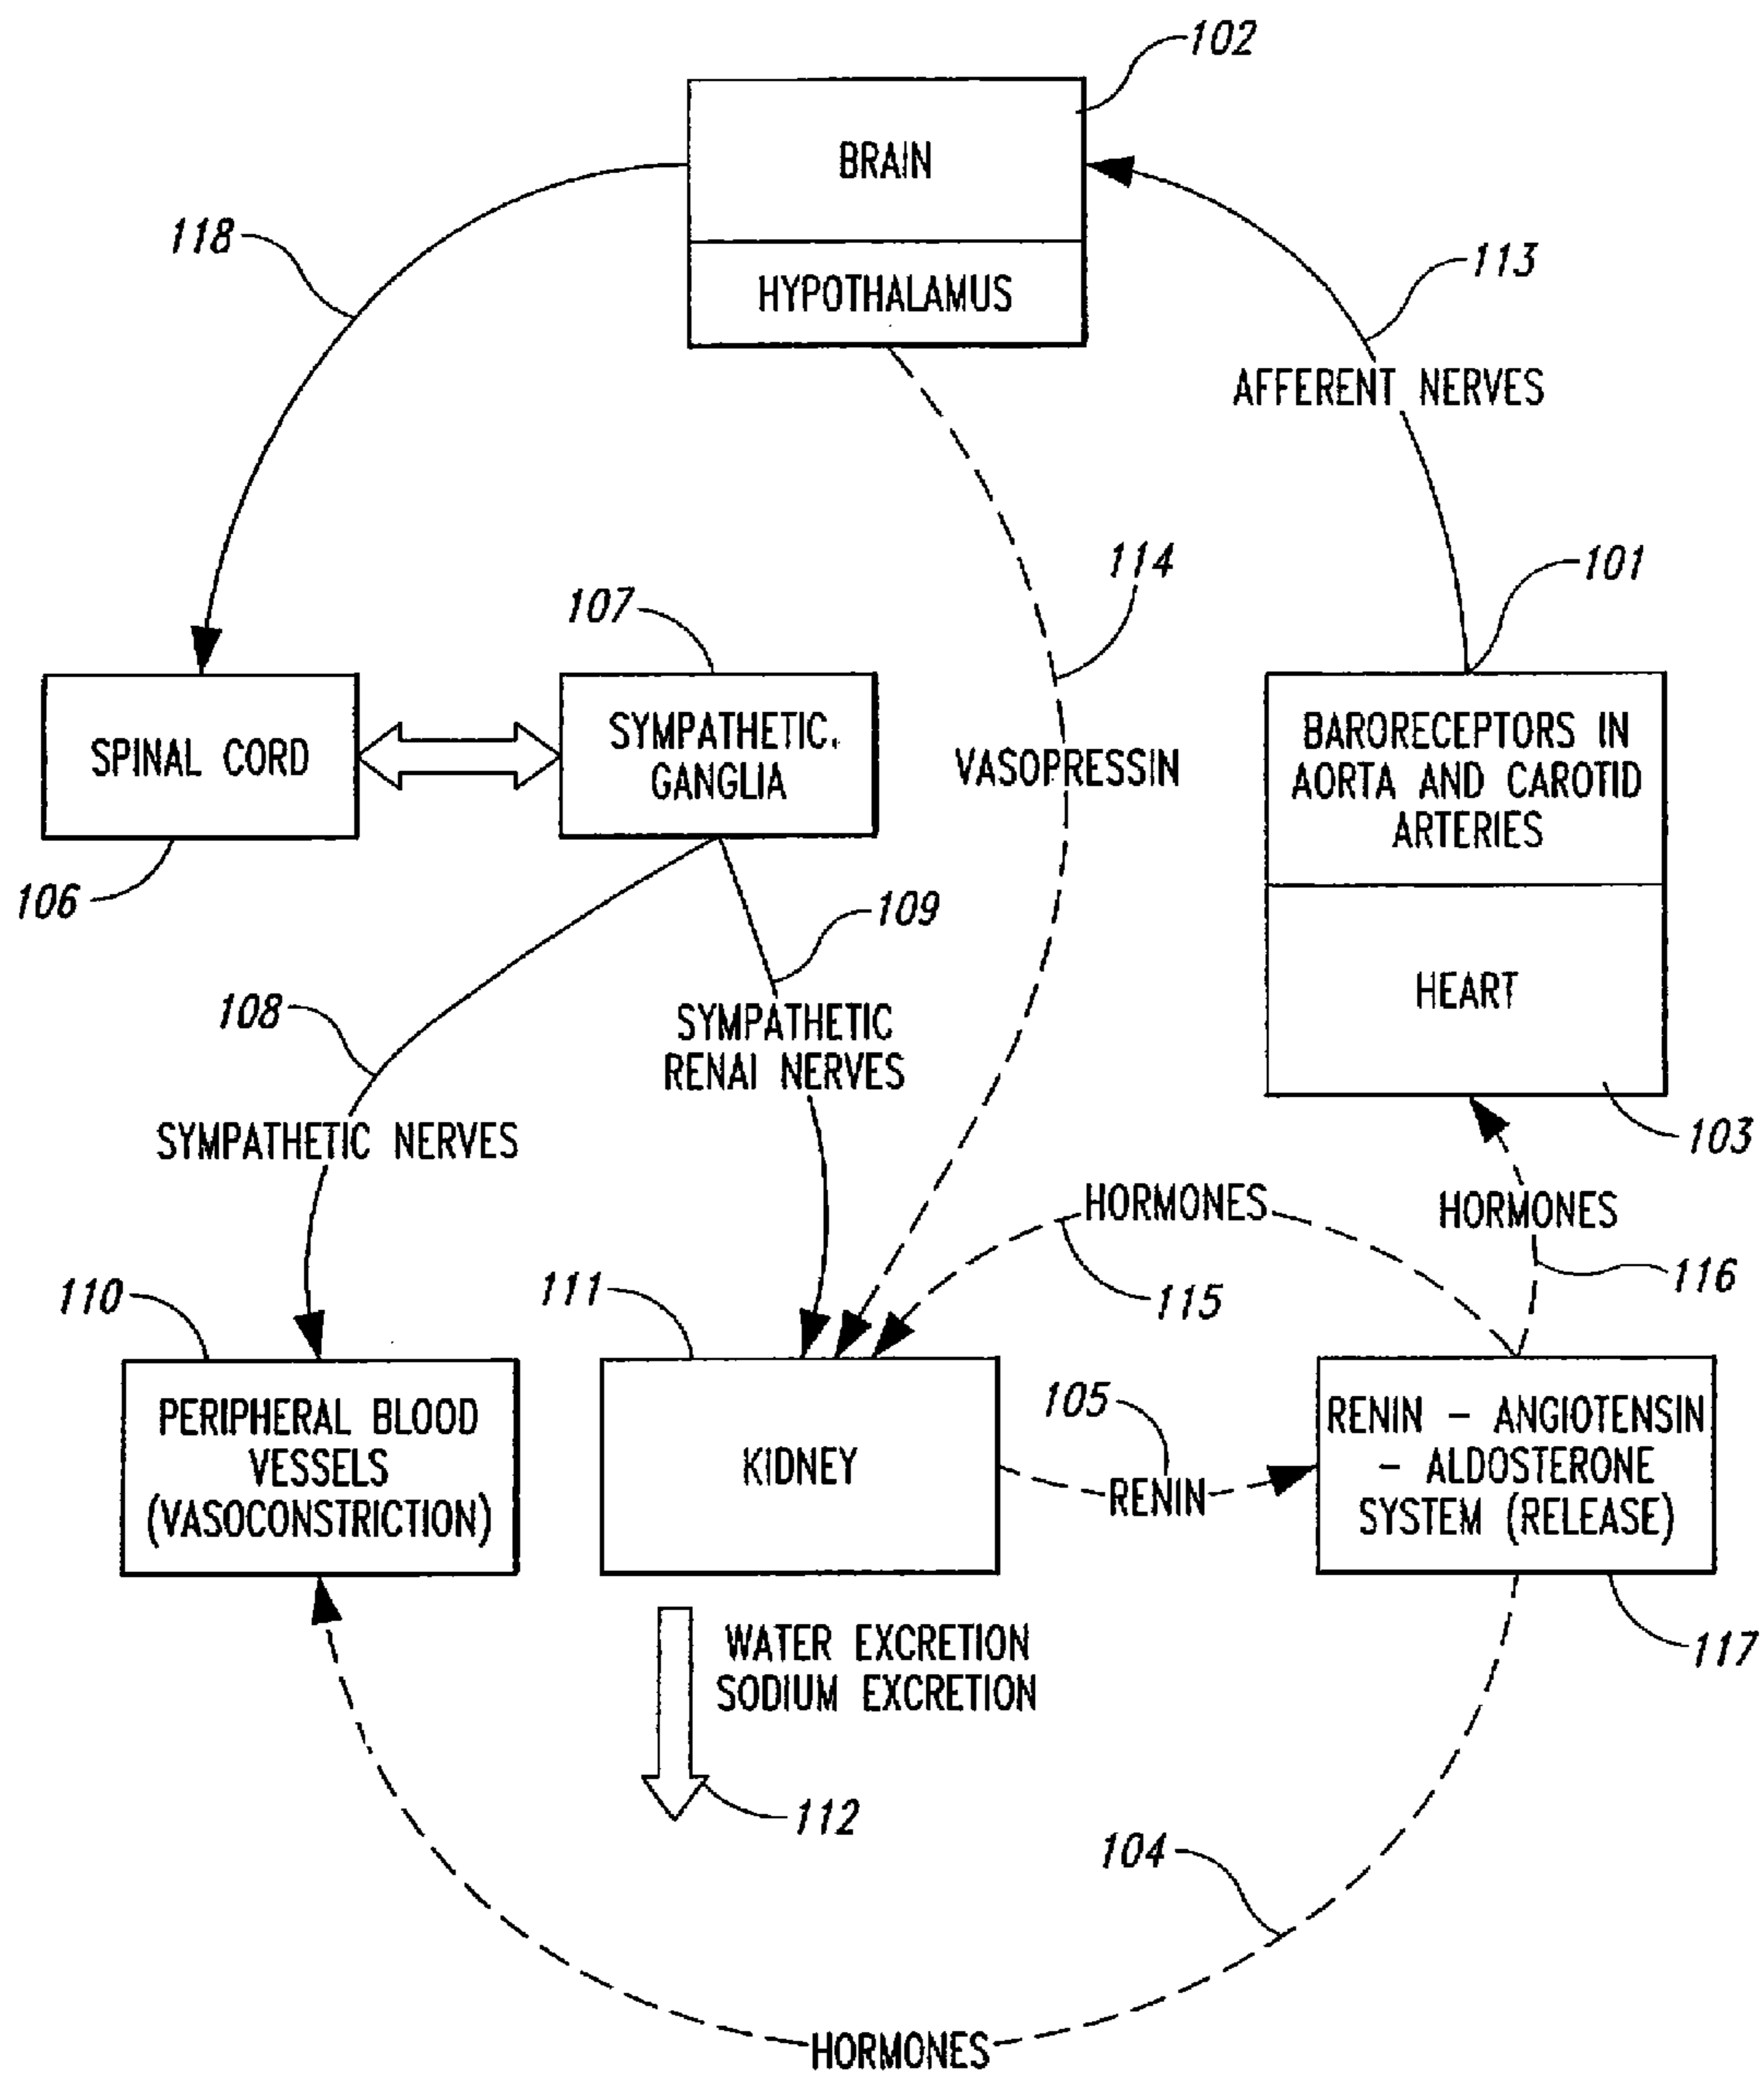 102
BRAIN
HYPOTHALAMUS
118
113
AFFERENT NERVES
114
101
107
SPINAL CORD
SYMPATHETIC.
GANGLIA
VASOPRESSIN
BARORECEPTORS IN
AORTA AND CAROTID
ARTERIES
106
109
HEART
108
SYMPATHETIC
RENAI NERVES
SYMPATHETIC NERVES
103
HORMONES
HORMONES
110
111
115
116
PERIPHERAL BLOOD
VESSELS
(VASOCONSTRICTION)
KIDNEY
105
RENIN
RENIN – ANGIOTENSIN
– ALDOSTERONE
SYSTEM (RELEASE)
WATER EXCRETION
SODIUM EXCRETION
117
112
104
HORMONES